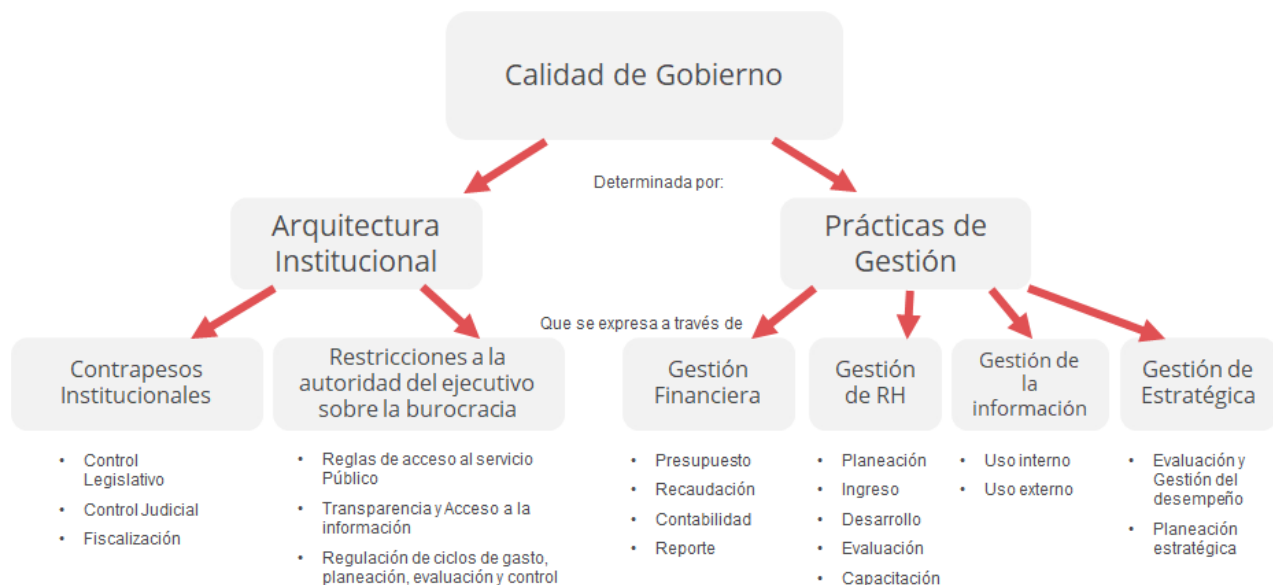 Calidad de Gobierno
Determinada por:
Arquitectura
Institucional
Prácticas de
Gestión
Que se expresa a través de
Contrapesos
Institucionales
Restricciones a la
autoridad del ejecutivo
sobre la burocracia
Gestión
Financiera
Gestión
de RH
Gestión de
la
información
Gestión de
Estratégica
• Control
Legislativo
• Control Judicial
• Fiscalización
• Reglas de acceso al servicio
Público
• Transparencia y Acceso a la
información
• Regulación de ciclos de gasto,
planeación, evaluación y control
• Presupuesto
• Recaudación
• Contabilidad
• Reporte
• Planeación
• Ingreso
• Desarrollo
• Evaluación
• Capacitación
• Uso interno
• Uso externo
• Evaluación y
Gestión del
desempeño
• Planeación
estratégica